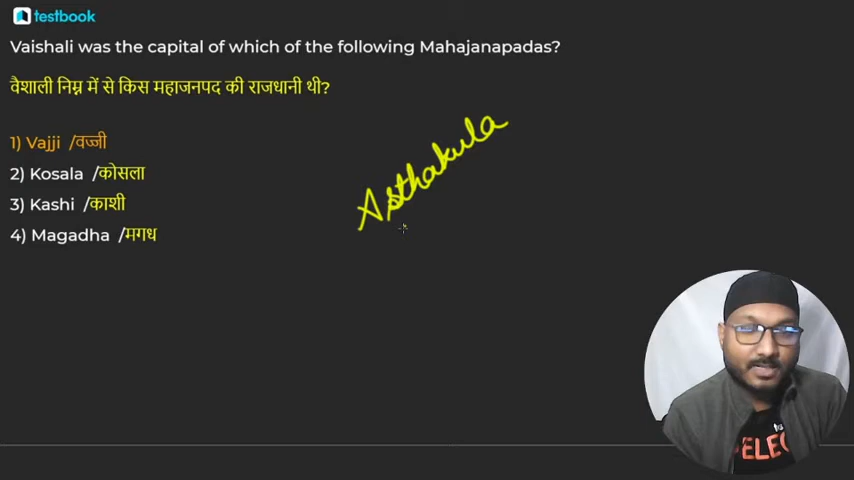 testbook
Vaishali was the capital of which of the following Mahajanapadas?
वैशाली निम्न में से किस महाजनपद की राजधानी थी?
1) Vajji /वज्जी
2) Kosala /कोसला
3) Kashi /काशी
4) Magadha /मगध
Asthakula